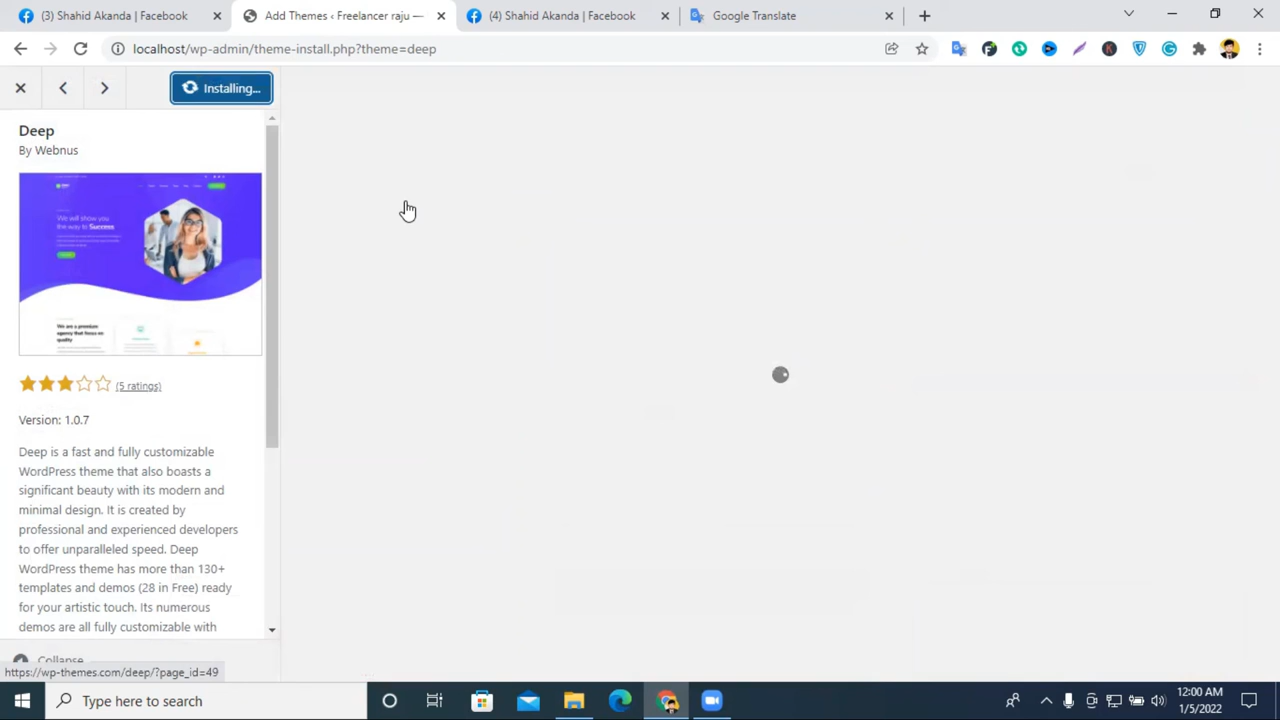 (3) Shahid Akanda | Facebook
Add Themes ‹ Freelancer raju —
(4) Shahid Akanda | Facebook
Google Translate
localhost/wp-admin/theme-install.php?theme=deep
Installing...
Deep
By Webnus
We will show you
the way to Success
We are a premium
agency that focus on
quality
(5 ratings)
Version: 1.0.7
Deep is a fast and fully customizable
WordPress theme that also boasts a
significant beauty with its modern and
minimal design. It is created by
professional and experienced developers
to offer unparalleled speed. Deep
WordPress theme has more than 130+
templates and demos (28 in Free) ready
for your artistic touch. Its numerous
demos are all fully customizable with
Collapse
https://wp-themes.com/deep/?page_id=49
Type here to search
12:00 AM
1/5/2022